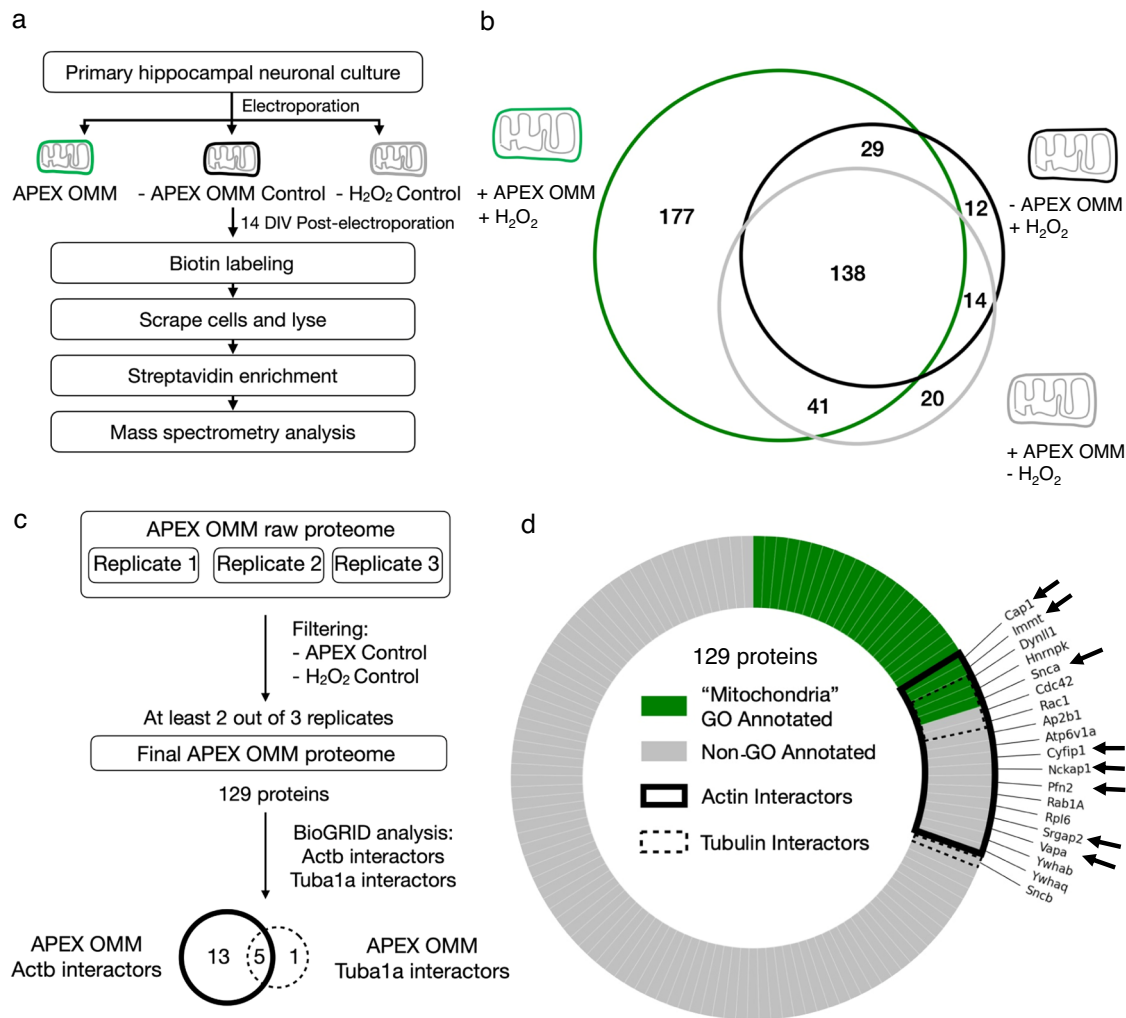 a
Primary hippocampal neuronal culture
Electroporation
APEX OMM
- APEX OMM Control
- H₂O₂ Control
14 DIV Post-electroporation
Biotin labeling
Scrape cells and lyse
Streptavidin enrichment
Mass spectrometry analysis
b
+ APEX OMM
+ H₂O₂
177
29
12
138
14
41
20
- APEX OMM
+ H₂O₂
+ APEX OMM
- H₂O₂
c
APEX OMM raw proteome
Replicate 1
Replicate 2
Replicate 3
Filtering:
- APEX Control
- H₂O₂ Control
At least 2 out of 3 replicates
Final APEX OMM proteome
129 proteins
BioGRID analysis:
Actb interactors
Tuba1a interactors
APEX OMM
Actb interactors
13
5
1
APEX OMM
Tuba1a interactors
d
129 proteins
“Mitochondria”
GO Annotated
Non-GO Annotated
Actin Interactors
Tubulin Interactors
Cap1
Immt
Dynll1
Hnrnpk
Snca
Cdc42
Rac1
Ap2b1
Atp6v1a
Cyfip1
Nckap1
Pfn2
Rab1A
Rpl6
Srgap2
Vapa
Ywhab
Ywhaq
Sncb